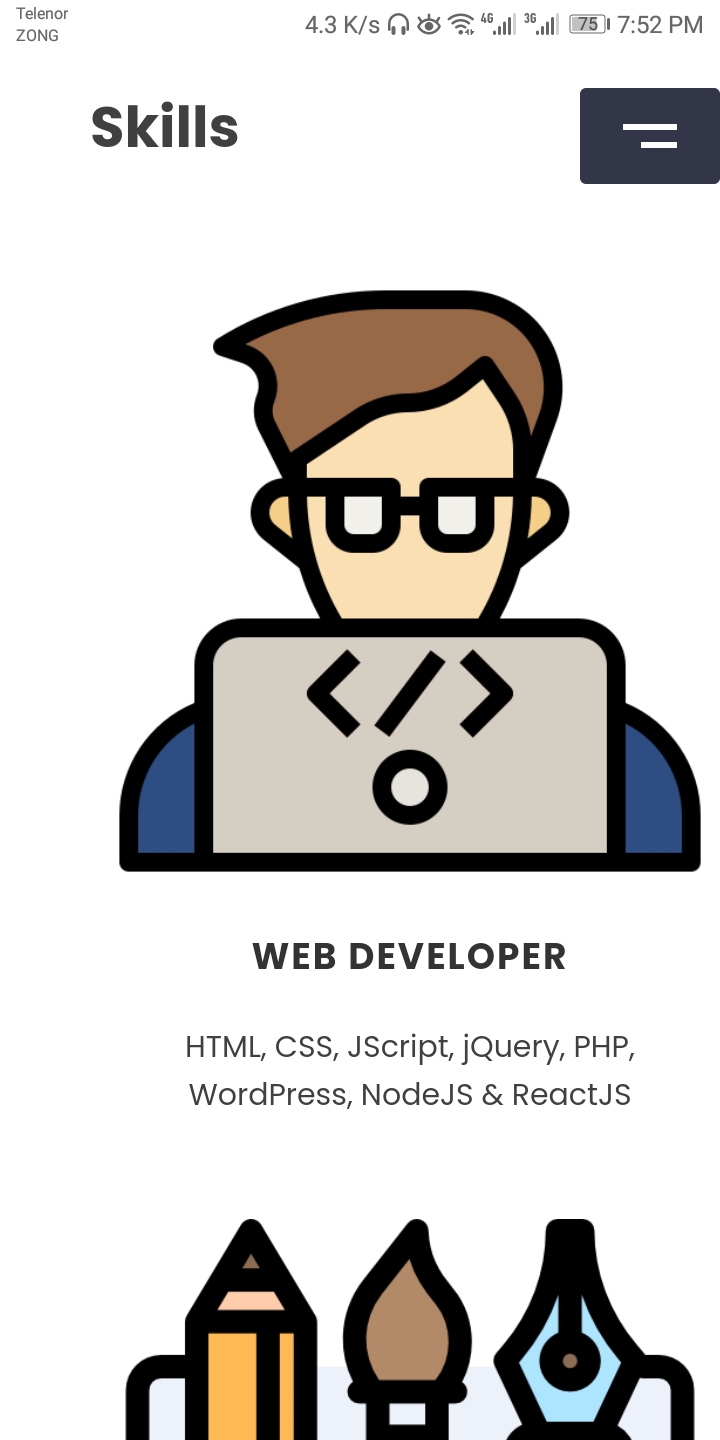 Telenor
ZONG
4.3 K/s 4G 3G 75 7:52 PM
Skills
</>
WEB DEVELOPER
HTML, CSS, JScript, jQuery, PHP,
WordPress, NodeJS & ReactJS